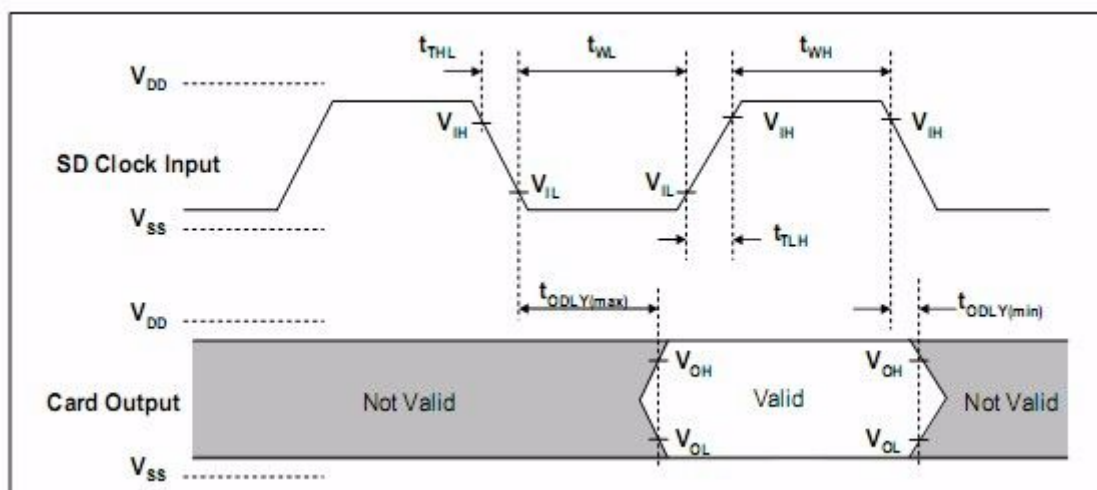 tTHL tWL tWH
VDD
VIH VIH VIH
SD Clock Input
VIL VIL
VSS
tTLH
tODLY(max) tODLY(min)
VDD
VOH VOH
Card Output Not Valid Valid Not Valid
VOL VOL
VSS